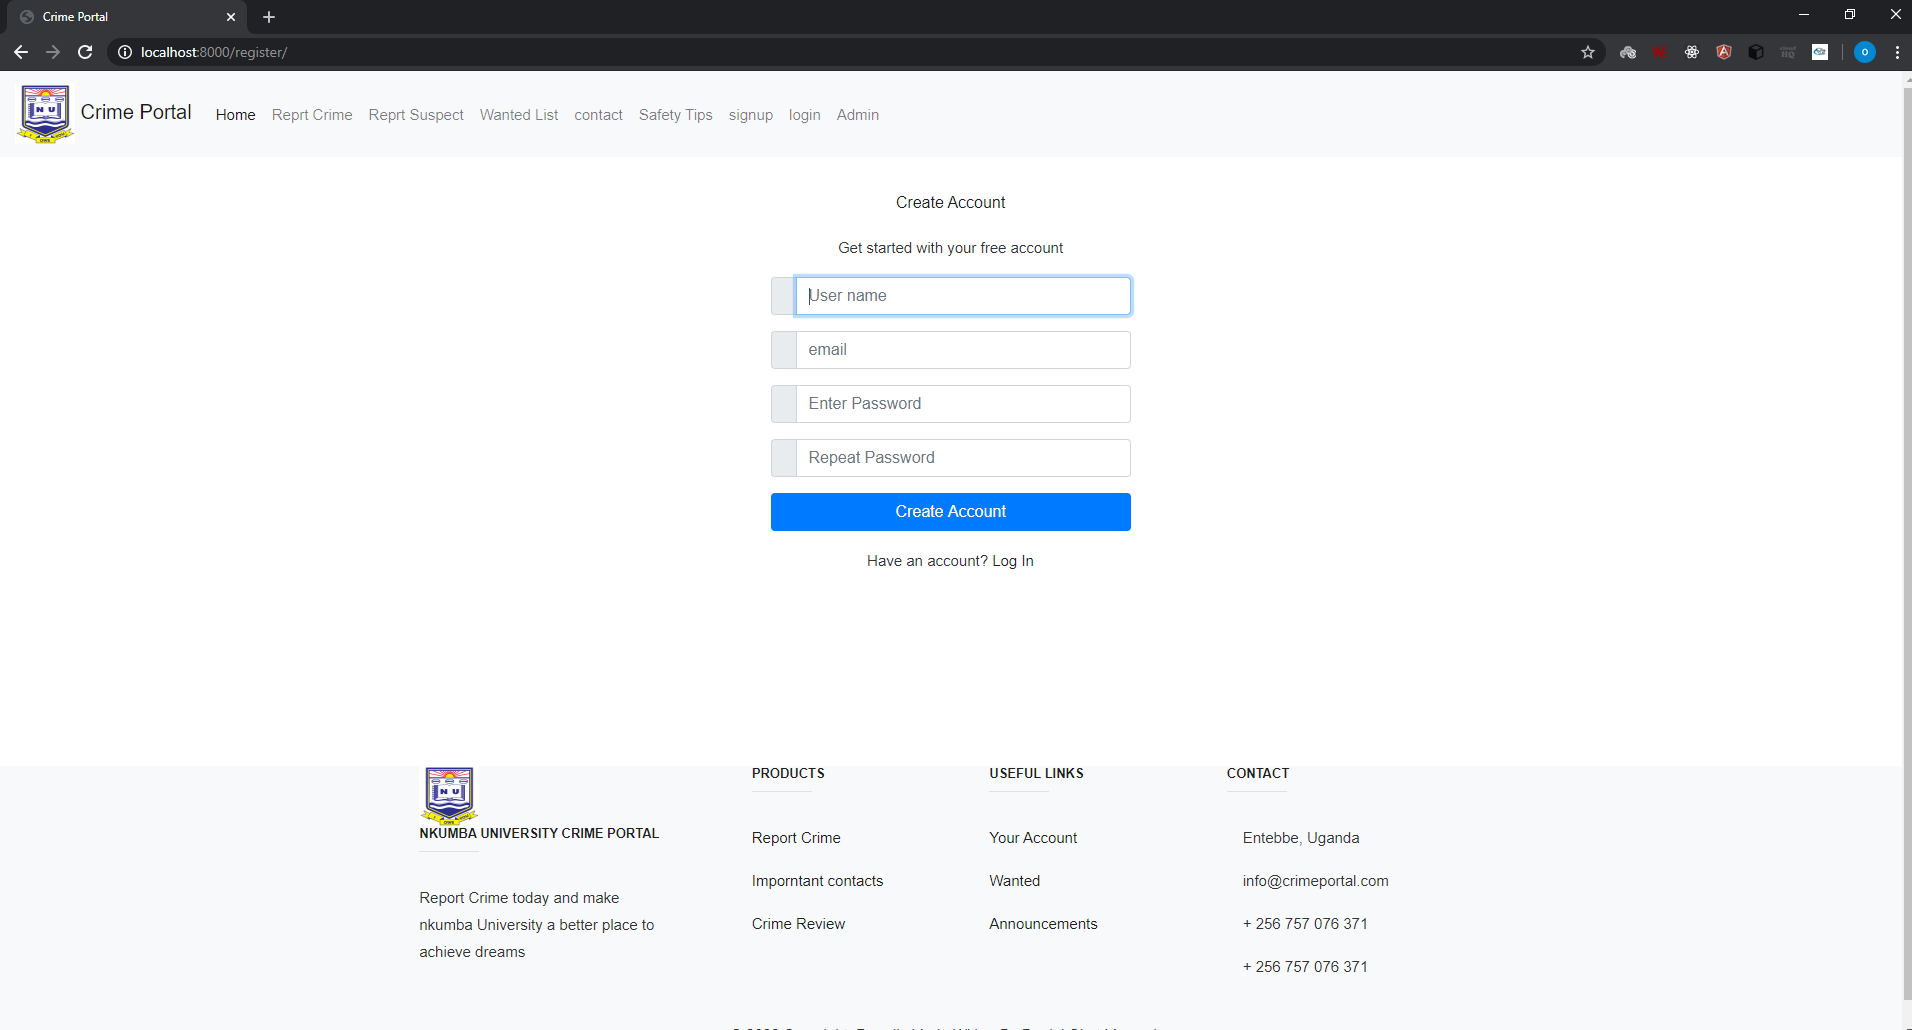 Crime Portal
localhost:8000/register/
NU
Crime Portal Home Reprt Crime Reprt Suspect Wanted List contact Safety Tips signup login Admin
Create Account
Get started with your free account
User name
email
Enter Password
Repeat Password
Create Account
Have an account? Log In
NU
NKUMBA UNIVERSITY CRIME PORTAL
Report Crime today and make
nkumba University a better place to
achieve dreams
PRODUCTS
Report Crime
Imporntant contacts
Crime Review
USEFUL LINKS
Your Account
Wanted
Announcements
CONTACT
Entebbe, Uganda
info@crimeportal.com
+ 256 757 076 371
+ 256 757 076 371